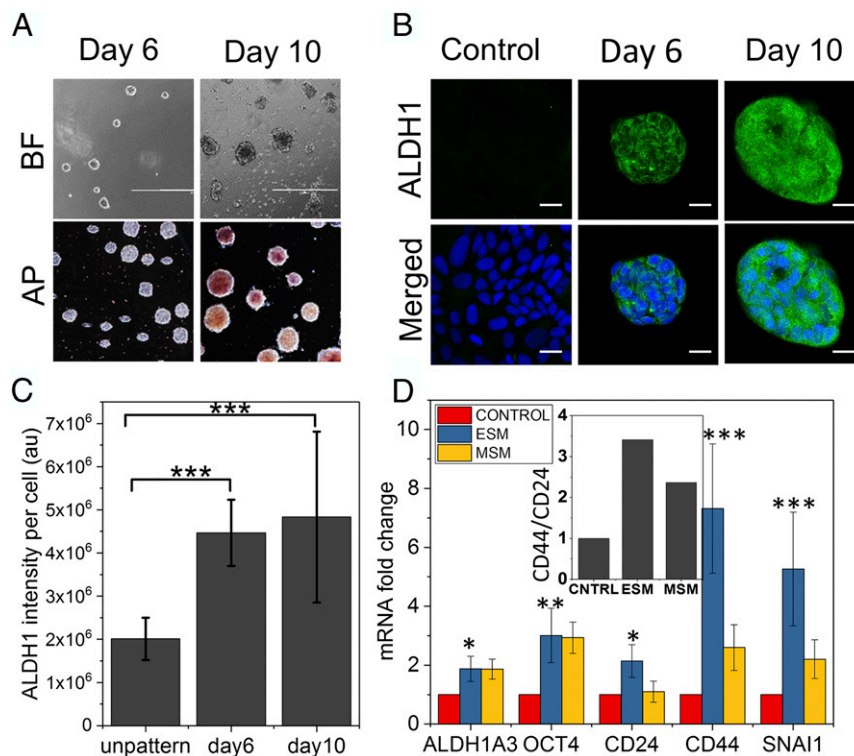 A
Day 6
Day 10
BF
AP
B
Control
Day 6
Day 10
ALDH1
Merged
C
ALDH1 intensity per cell (au)
7x10⁶
6x10⁶
5x10⁶
4x10⁶
3x10⁶
2x10⁶
1x10⁶
0
***
***
unpattern
day6
day10
D
mRNA fold change
10
8
6
4
2
0
CONTROL
ESM
MSM
CD44/CD24
4
3
2
1
0
CNTRL
ESM
MSM
*
**
*
***
***
ALDH1A3
OCT4
CD24
CD44
SNAI1